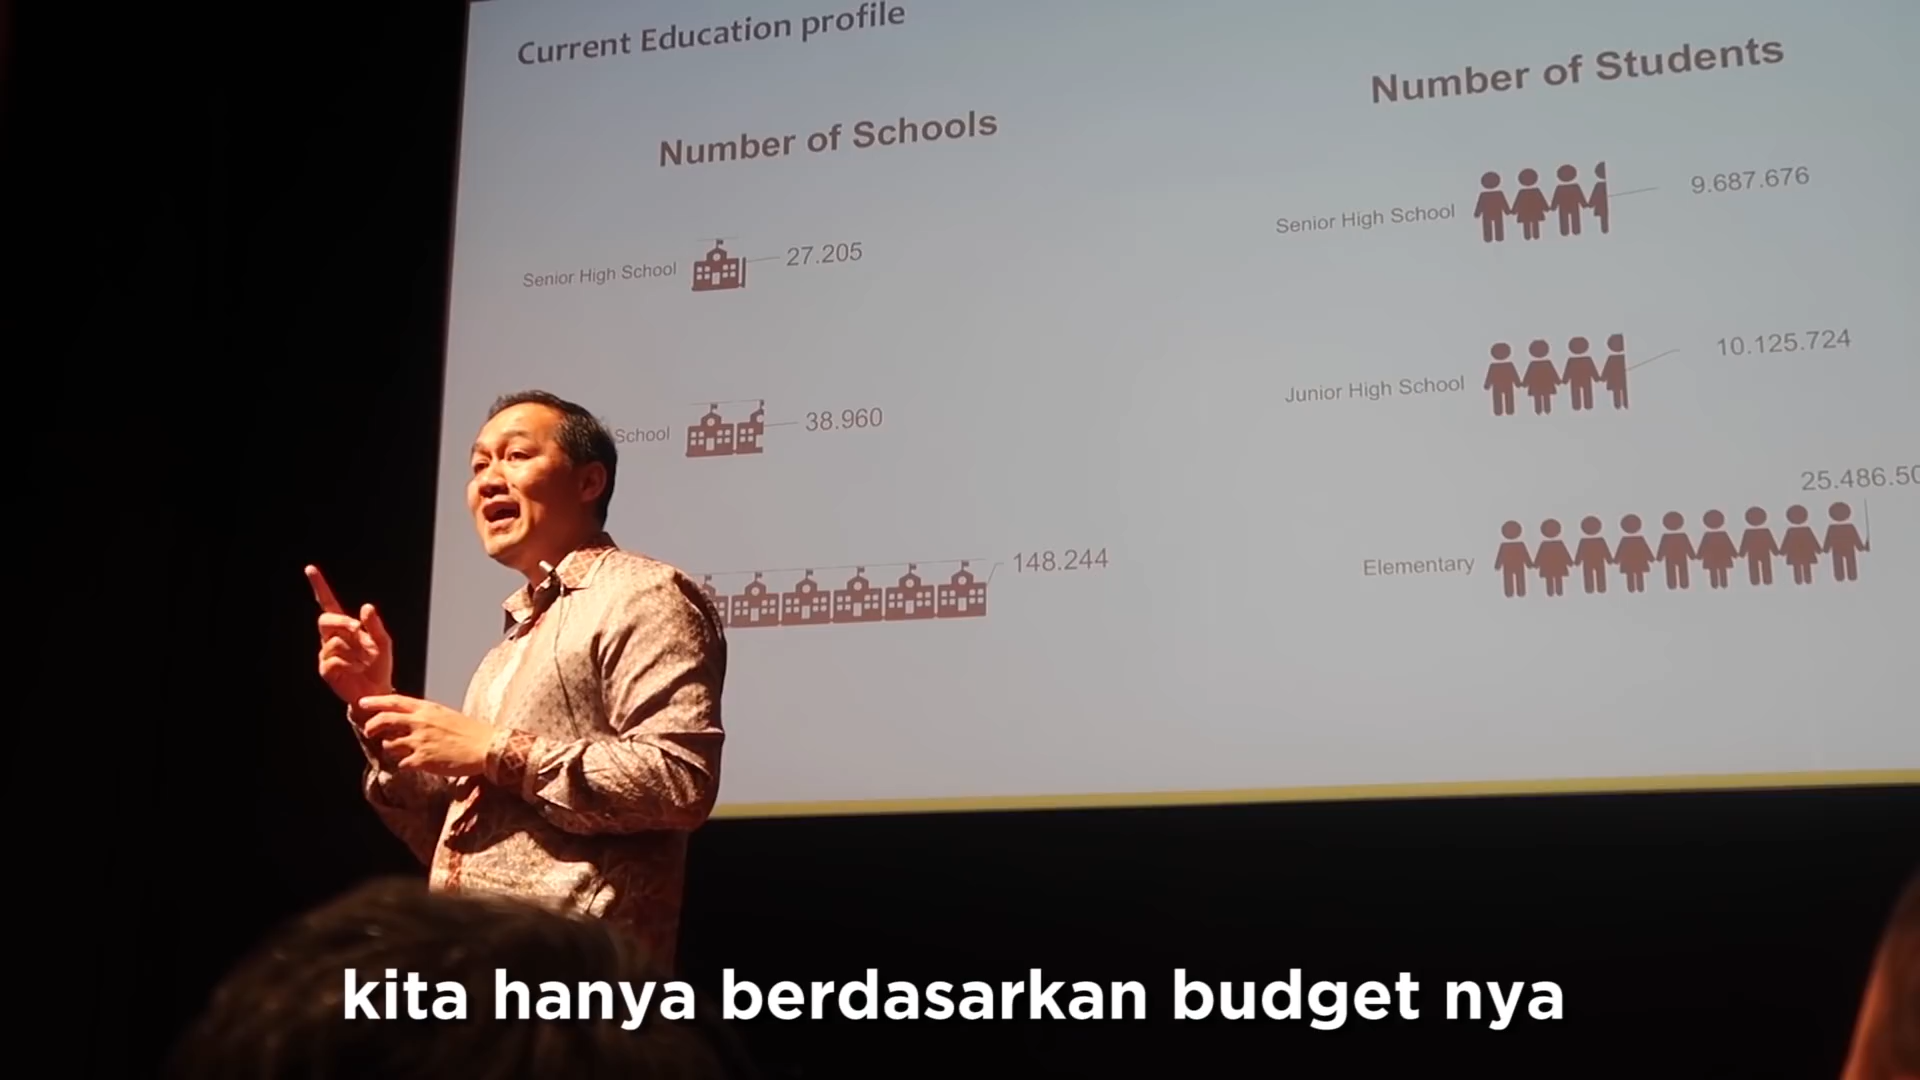 Current Education profile
Number of Schools
Senior High School
27.205
School
38.960
148.244
Number of Students
Senior High School
9.687.676
Junior High School
10.125.724
Elementary
25.486.50
kita hanya berdasarkan budget nya